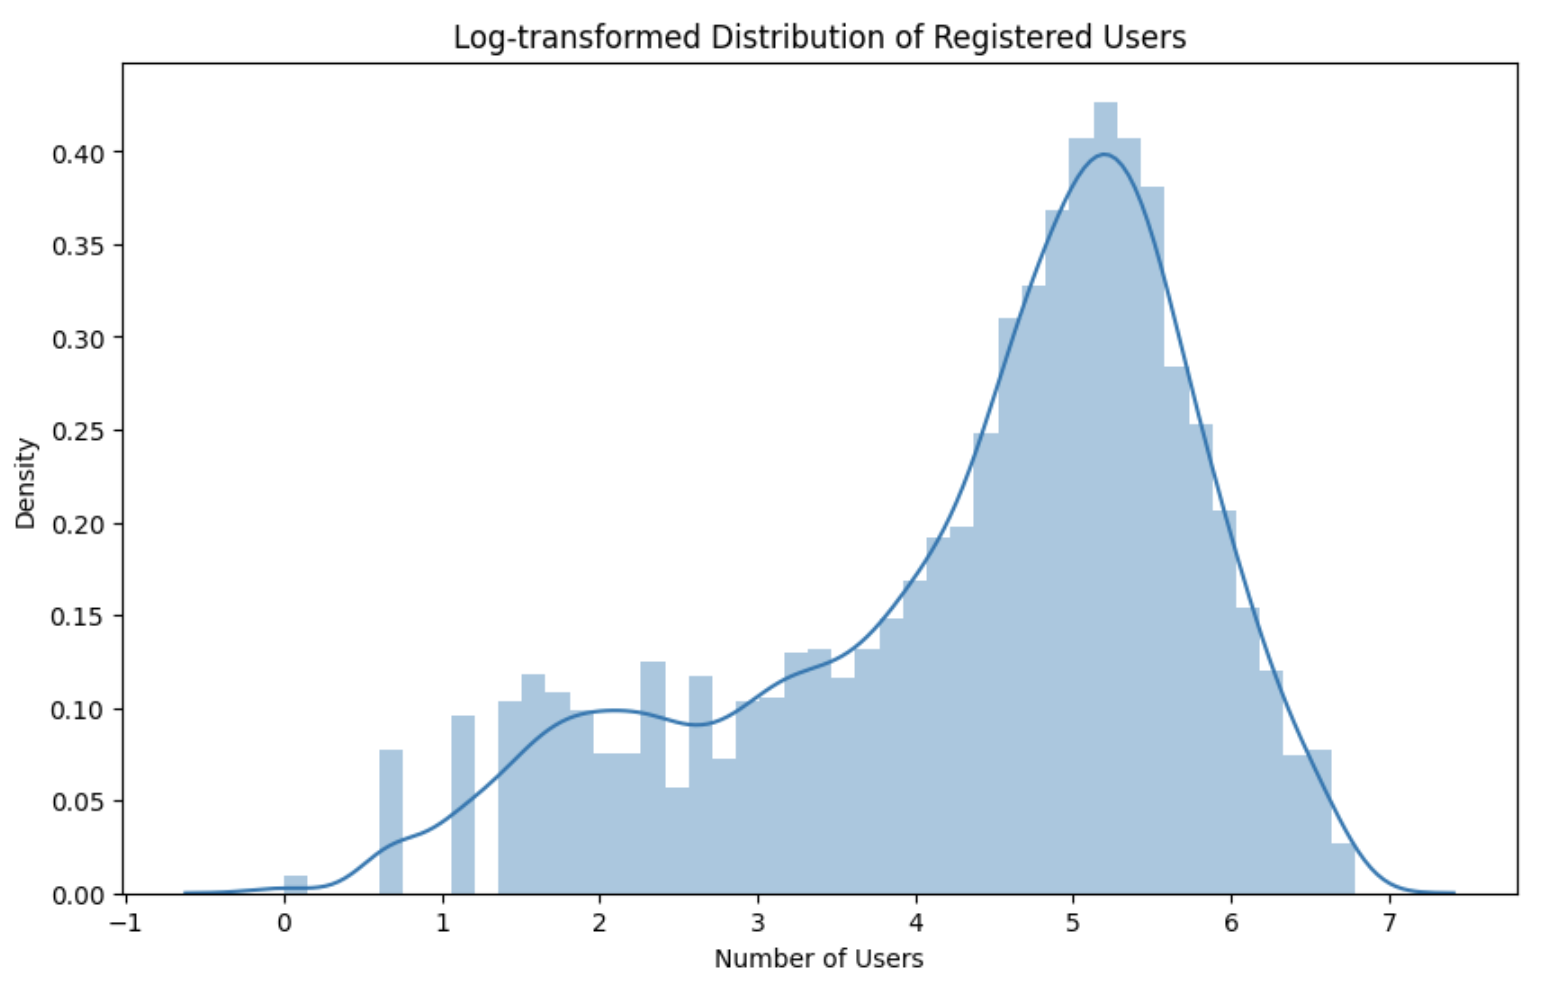 Log-transformed Distribution of Registered Users
Density
0.40
0.35
0.30
0.25
0.20
0.15
0.10
0.05
0.00
−1 0 1 2 3 4 5 6 7
Number of Users